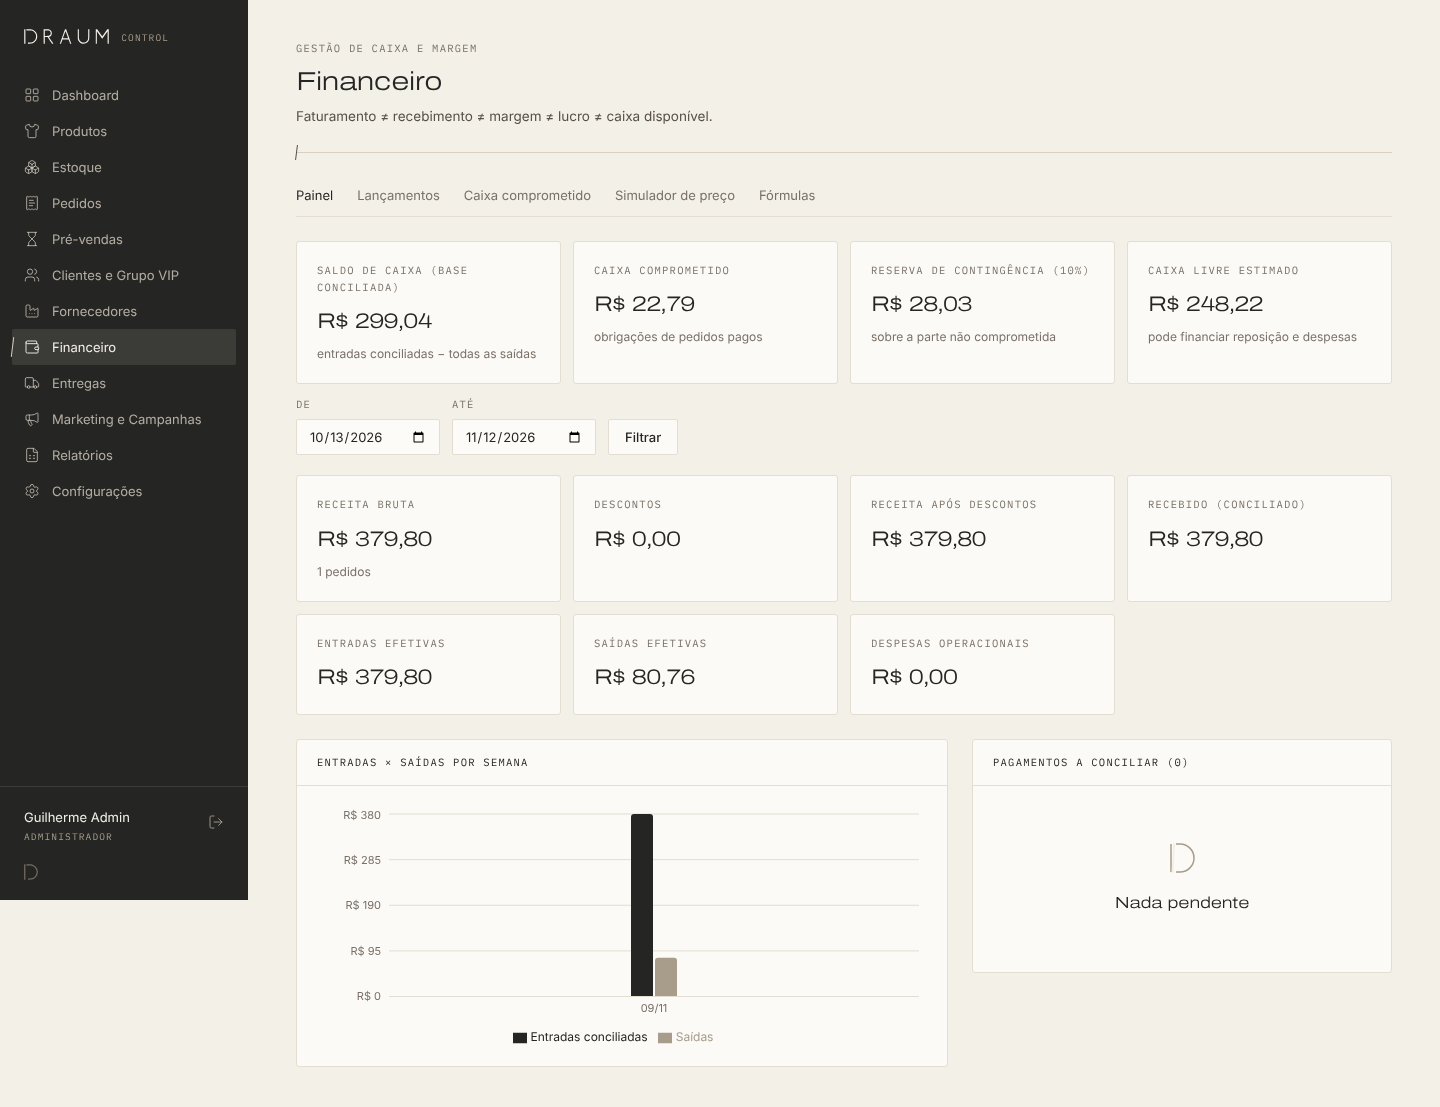 DRAUM CONTROL
Dashboard
Produtos
Estoque
Pedidos
Pré-vendas
Clientes e Grupo VIP
Fornecedores
Financeiro
Entregas
Marketing e Campanhas
Relatórios
Configurações
Guilherme Admin
ADMINISTRADOR
GESTÃO DE CAIXA E MARGEM
Financeiro
Faturamento ≠ recebimento ≠ margem ≠ lucro ≠ caixa disponível.
Painel Lançamentos Caixa comprometido Simulador de preço Fórmulas
SALDO DE CAIXA (BASE
CONCILIADA)
R$ 299,04
entradas conciliadas − todas as saídas
CAIXA COMPROMETIDO
R$ 22,79
obrigações de pedidos pagos
RESERVA DE CONTINGÊNCIA (10%)
R$ 28,03
sobre a parte não comprometida
CAIXA LIVRE ESTIMADO
R$ 248,22
pode financiar reposição e despesas
DE ATÉ
10/13/2026 11/12/2026 Filtrar
RECEITA BRUTA
R$ 379,80
1 pedidos
DESCONTOS
R$ 0,00
RECEITA APÓS DESCONTOS
R$ 379,80
RECEBIDO (CONCILIADO)
R$ 379,80
ENTRADAS EFETIVAS
R$ 379,80
SAÍDAS EFETIVAS
R$ 80,76
DESPESAS OPERACIONAIS
R$ 0,00
ENTRADAS × SAÍDAS POR SEMANA
R$ 380
R$ 285
R$ 190
R$ 95
R$ 0
09/11
Entradas conciliadas Saídas
PAGAMENTOS A CONCILIAR (0)
Nada pendente